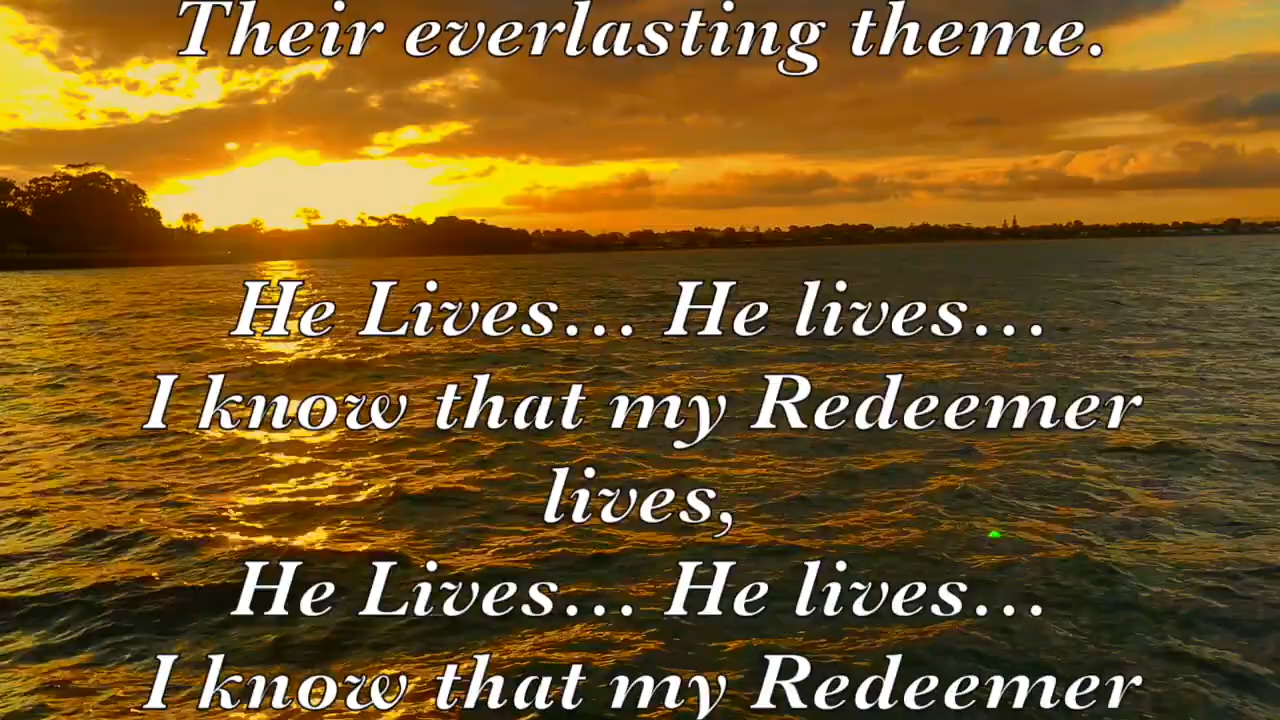 Their everlasting theme.
He Lives... He lives...
I know that my Redeemer
lives,
He Lives... He lives...
I know that my Redeemer